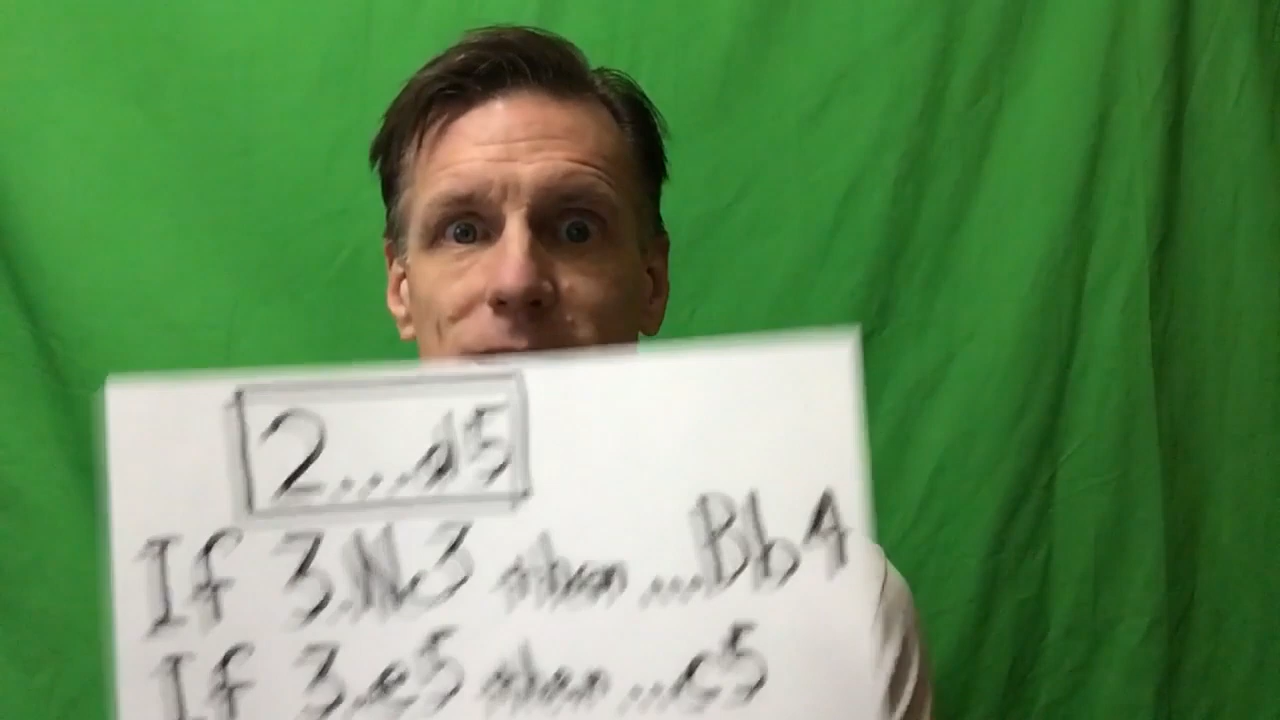 2...d5
If 3.Nc3 then ...Bb4
If 3.e5 then ...c5